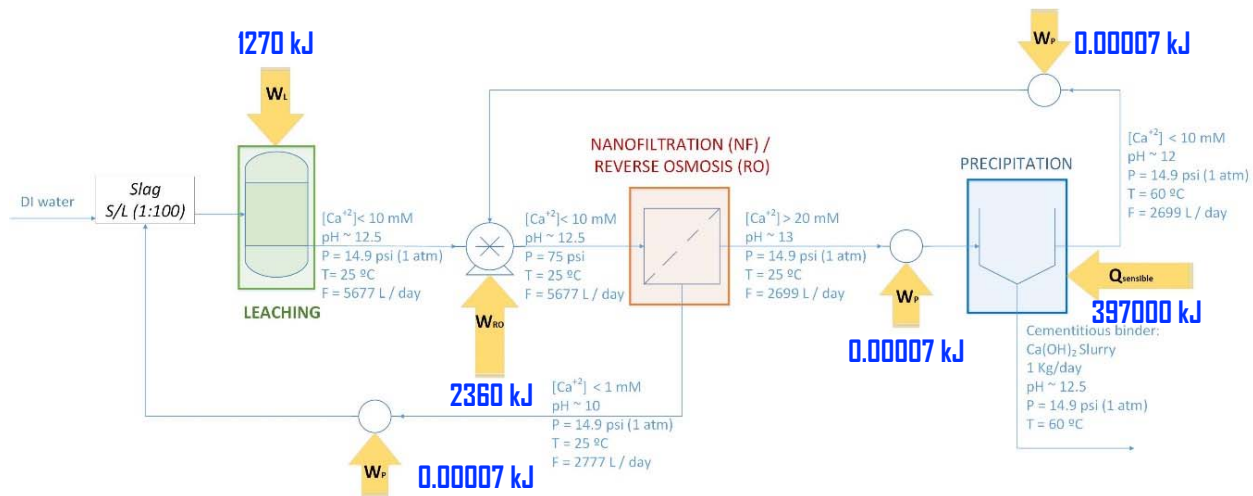 1270 kJ
W_L
W_P
0.00007 kJ
DI water
Slag
S/L (1:100)
LEACHING
[Ca⁺²]< 10 mM
pH ~ 12.5
P = 14.9 psi (1 atm)
T= 25 ºC
F = 5677 L / day
[Ca⁺²]< 10 mM
pH ~ 12.5
P = 75 psi
T = 25 ºC
F = 5677 L / day
W_RO
2360 kJ
NANOFILTRATION (NF) /
REVERSE OSMOSIS (RO)
[Ca⁺²] > 20 mM
pH ~ 13
P = 14.9 psi (1 atm)
T = 25 ºC
F = 2699 L / day
W_P
0.00007 kJ
PRECIPITATION
[Ca⁺²] < 10 mM
pH ~ 12
P = 14.9 psi (1 atm)
T = 60 ºC
F = 2699 L / day
Q_sensible
397000 kJ
Cementitious binder:
Ca(OH)₂ Slurry
1 Kg/day
pH ~ 12.5
P = 14.9 psi (1 atm)
T = 60 ºC
[Ca⁺²] < 1 mM
pH ~ 10
P = 14.9 psi (1 atm)
T = 25 ºC
F = 2777 L / day
W_P
0.00007 kJ